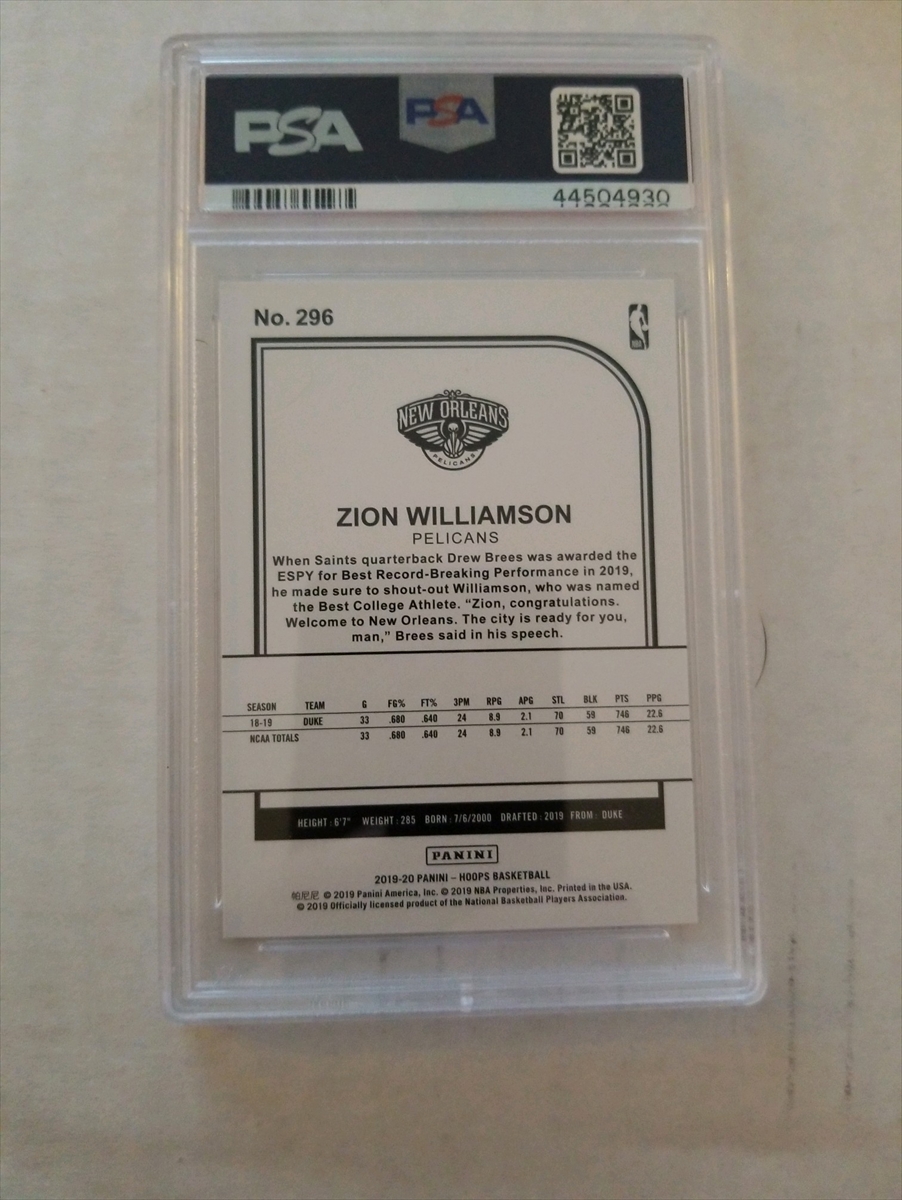 PSA PSA
44504930
No. 296
NEW ORLEANS
PELICANS
ZION WILLIAMSON
PELICANS
When Saints quarterback Drew Brees was awarded the
ESPY for Best Record-Breaking Performance in 2019,
he made sure to shout-out Williamson, who was named
the Best College Athlete. “Zion, congratulations.
Welcome to New Orleans. The city is ready for you,
man,” Brees said in his speech.
SEASON TEAM G FG% FT% 3PM RPG APG STL BLK PTS PPG
18-19 DUKE 33 .680 .640 24 8.9 2.1 70 59 746 22.6
NCAA TOTALS 33 .680 .640 24 8.9 2.1 70 59 746 22.6
HEIGHT: 6'7" WEIGHT: 285 BORN: 7/6/2000 DRAFTED: 2019 FROM: DUKE
PANINI
2019-20 PANINI – HOOPS BASKETBALL
帕尼尼 © 2019 Panini America, Inc. © 2019 NBA Properties, Inc. Printed in the USA.
© 2019 Officially licensed product of the National Basketball Players Association.